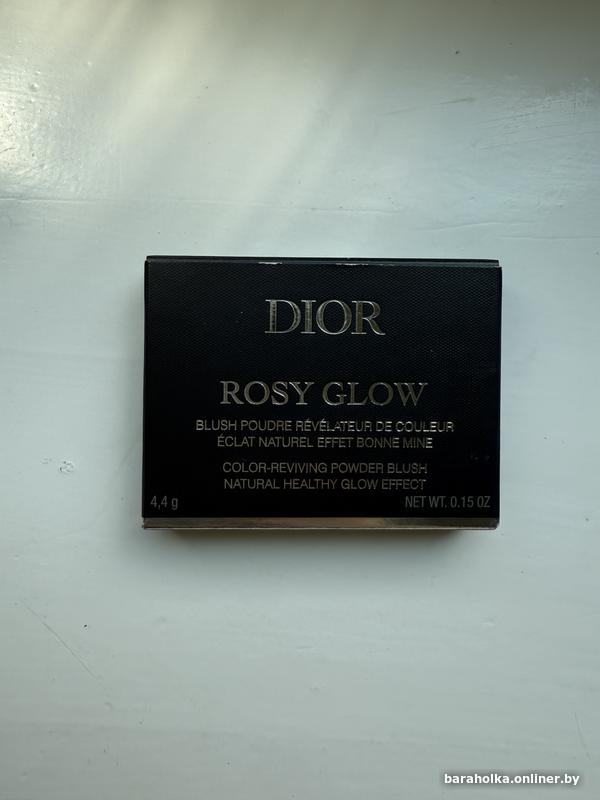 DIOR
ROSY GLOW
BLUSH POUDRE RÉVÉLATEUR DE COULEUR
ÉCLAT NATUREL EFFET BONNE MINE
COLOR-REVIVING POWDER BLUSH
NATURAL HEALTHY GLOW EFFECT
4,4 g NET WT. 0.15 OZ
baraholka.onliner.by